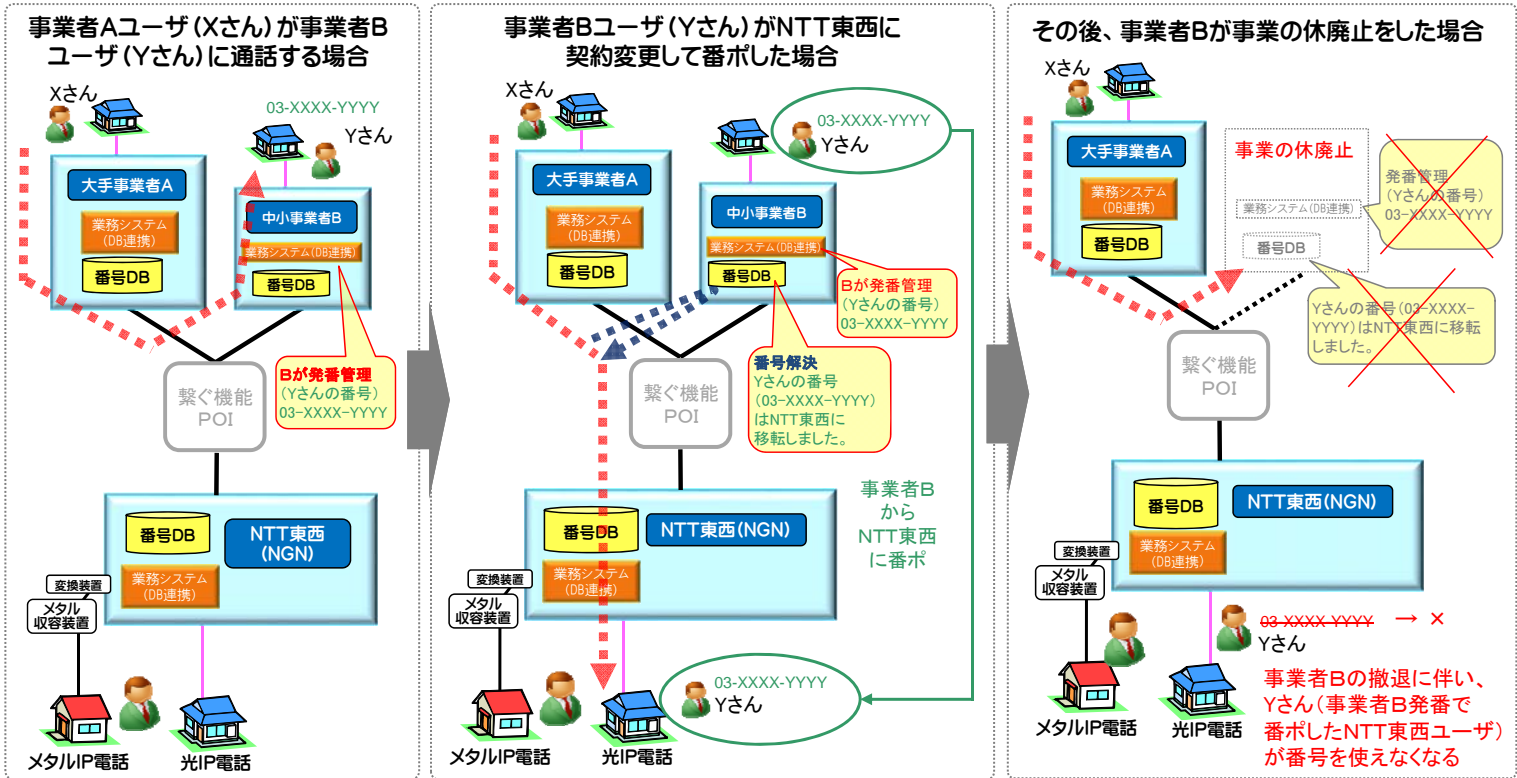 事業者Aユーザ（Xさん）が事業者B
ユーザ（Yさん）に通話する場合
Xさん
03-XXXX-YYYY
Yさん
大手事業者A
業務システム
(DB連携)
番号DB
中小事業者B
業務システム(DB連携)
番号DB
Bが発番管理
(Yさんの番号)
03-XXXX-YYYY
繋ぐ機能
POI
番号DB
NTT東西
(NGN)
業務システム
(DB連携)
変換装置
メタル
収容装置
メタルIP電話
光IP電話
事業者Bユーザ（Yさん）がNTT東西に
契約変更して番ポした場合
Xさん
03-XXXX-YYYY
Yさん
大手事業者A
業務システム
(DB連携)
番号DB
中小事業者B
業務システム(DB連携)
番号DB
Bが発番管理
(Yさんの番号)
03-XXXX-YYYY
番号解決
Yさんの番号
(03-XXXX-YYYY)
はNTT東西に
移転しました。
繋ぐ機能
POI
事業者B
から
NTT東西
に番ポ
番号DB
NTT東西(NGN)
業務システム
(DB連携)
変換装置
メタル
収容装置
03-XXXX-YYYY
Yさん
メタルIP電話
光IP電話
その後、事業者Bが事業の休廃止をした場合
Xさん
大手事業者A
業務システム
(DB連携)
番号DB
事業の休廃止
業務システム(DB連携)
番号DB
発番管理
(Yさんの番号)
03-XXXX-YYYY
Yさんの番号(03-XXXX-
YYYY)はNTT東西に移転
しました。
繋ぐ機能
POI
番号DB
NTT東西(NGN)
業務システム
(DB連携)
変換装置
メタル
収容装置
03-XXXX-YYYY → ×
Yさん
メタルIP電話
光IP電話
事業者Bの撤退に伴い、
Yさん（事業者B発番で
番ポしたNTT東西ユーザ）
が番号を使えなくなる